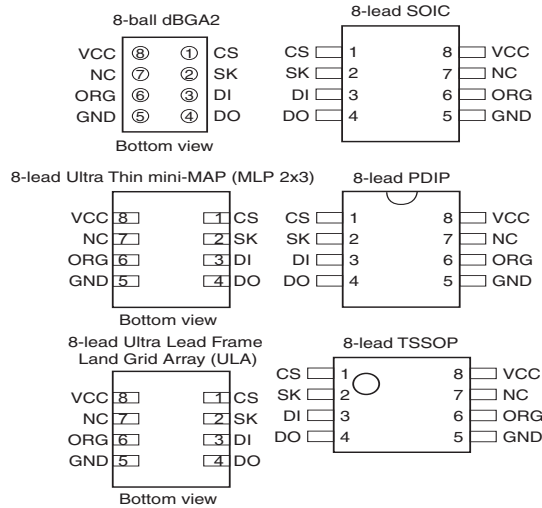 8-ball dBGA2
VCC 8 1 CS
NC 7 2 SK
ORG 6 3 DI
GND 5 4 DO
Bottom view
8-lead SOIC
CS 1 8 VCC
SK 2 7 NC
DI 3 6 ORG
DO 4 5 GND
8-lead Ultra Thin mini-MAP (MLP 2x3)
VCC 8 1 CS
NC 7 2 SK
ORG 6 3 DI
GND 5 4 DO
Bottom view
8-lead PDIP
CS 1 8 VCC
SK 2 7 NC
DI 3 6 ORG
DO 4 5 GND
8-lead Ultra Lead Frame
Land Grid Array (ULA)
VCC 8 1 CS
NC 7 2 SK
ORG 6 3 DI
GND 5 4 DO
Bottom view
8-lead TSSOP
CS 1 8 VCC
SK 2 7 NC
DI 3 6 ORG
DO 4 5 GND